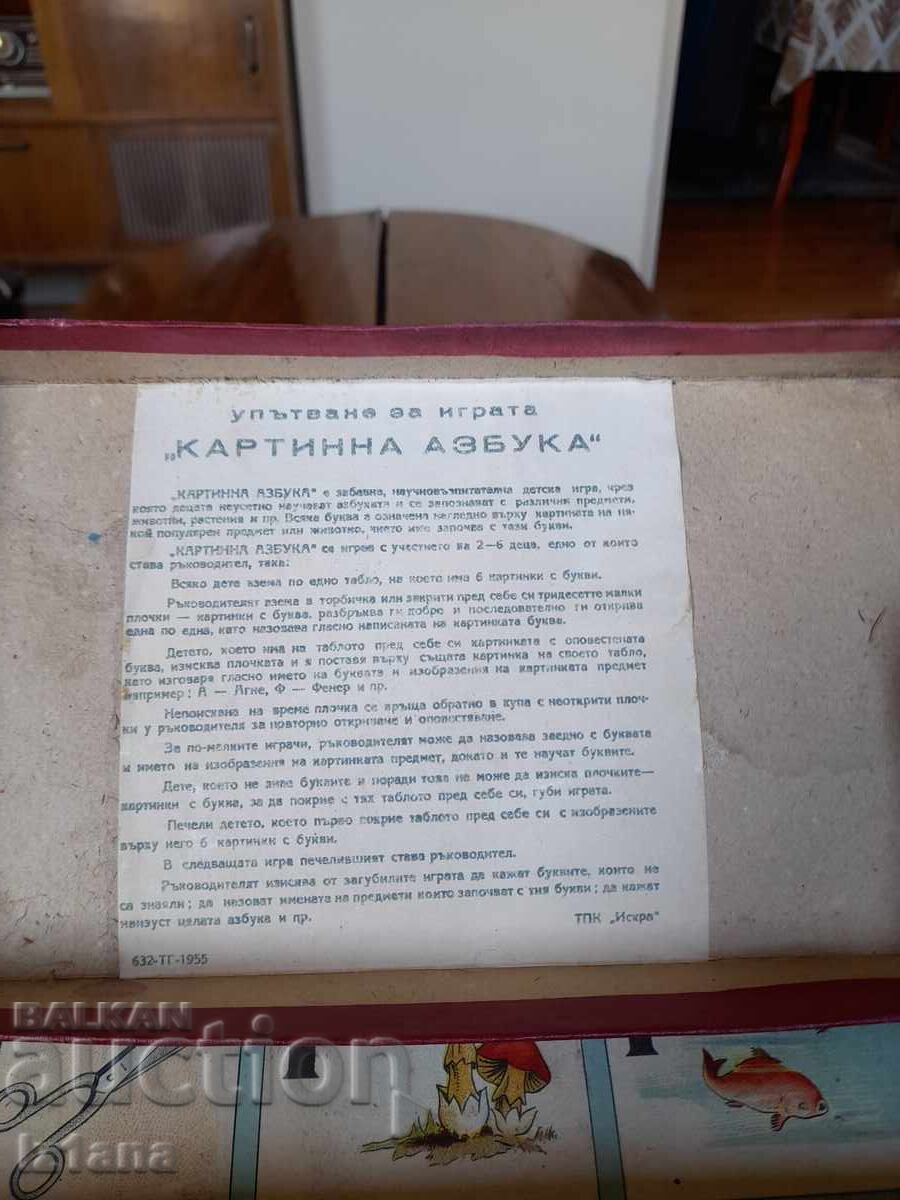 упътване за играта
„КАРТИННА АЗБУКА“
„КАРТИННА АЗБУКА“ е забавна, научновъзпитателна детска игра, чрез
която децата неусетно научават азбуката и се запознават с различни предмети,
животни, растения и пр. Всяка буква е означена нагледно върху картината на ня-
кой популярен предмет или животно, чието име започва с тази буква.
„КАРТИННА АЗБУКА“ се играе с участието на 2—6 деца, едно от които
става ръководител, така:
Всяко дете взема по едно табло, на което има 6 картинки с букви.
Ръководителят взема в торбичка или закрити пред себе си тридесетте малки
плочки — картинки с буква, разбърква ги добре и последователно ги открива
една по една, като назовава гласно написаната на картинката буква.
Детето, което има на таблото пред себе си картинката с оповестената
буква, изисква плочката и я поставя върху същата картинка на своето табло,
като изговаря гласно името на буквата и изобразения на картинката предмет
например: А — Агне, Ф — Фенер и пр.
Непоискана на време плочка се връща обратно в купа с неоткрити плоч-
ки у ръководителя за повторно откриване и оповестяване.
За по-малките играчи, ръководителят може да назовава заедно с буквата
и името на изобразения на картинката предмет, докато и те научат буквите.
Дете, което не знае буквите и поради това не може да изиска плочките—
картинки с буква, за да покрие с тях таблото пред себе си, губи играта.
Печели детето, което първо покрие таблото пред себе си с изобразените
върху него 6 картинки с букви.
В следващата игра печелившият става ръководител.
Ръководителят изисква от загубилите играта да кажат буквите, които не
са знаяли; да назоват имената на предмети които започват с тия букви; да кажат
наизуст цялата азбука и пр.
ТПК „Искра“
632-ТГ-1955
BALKAN
auction
blana